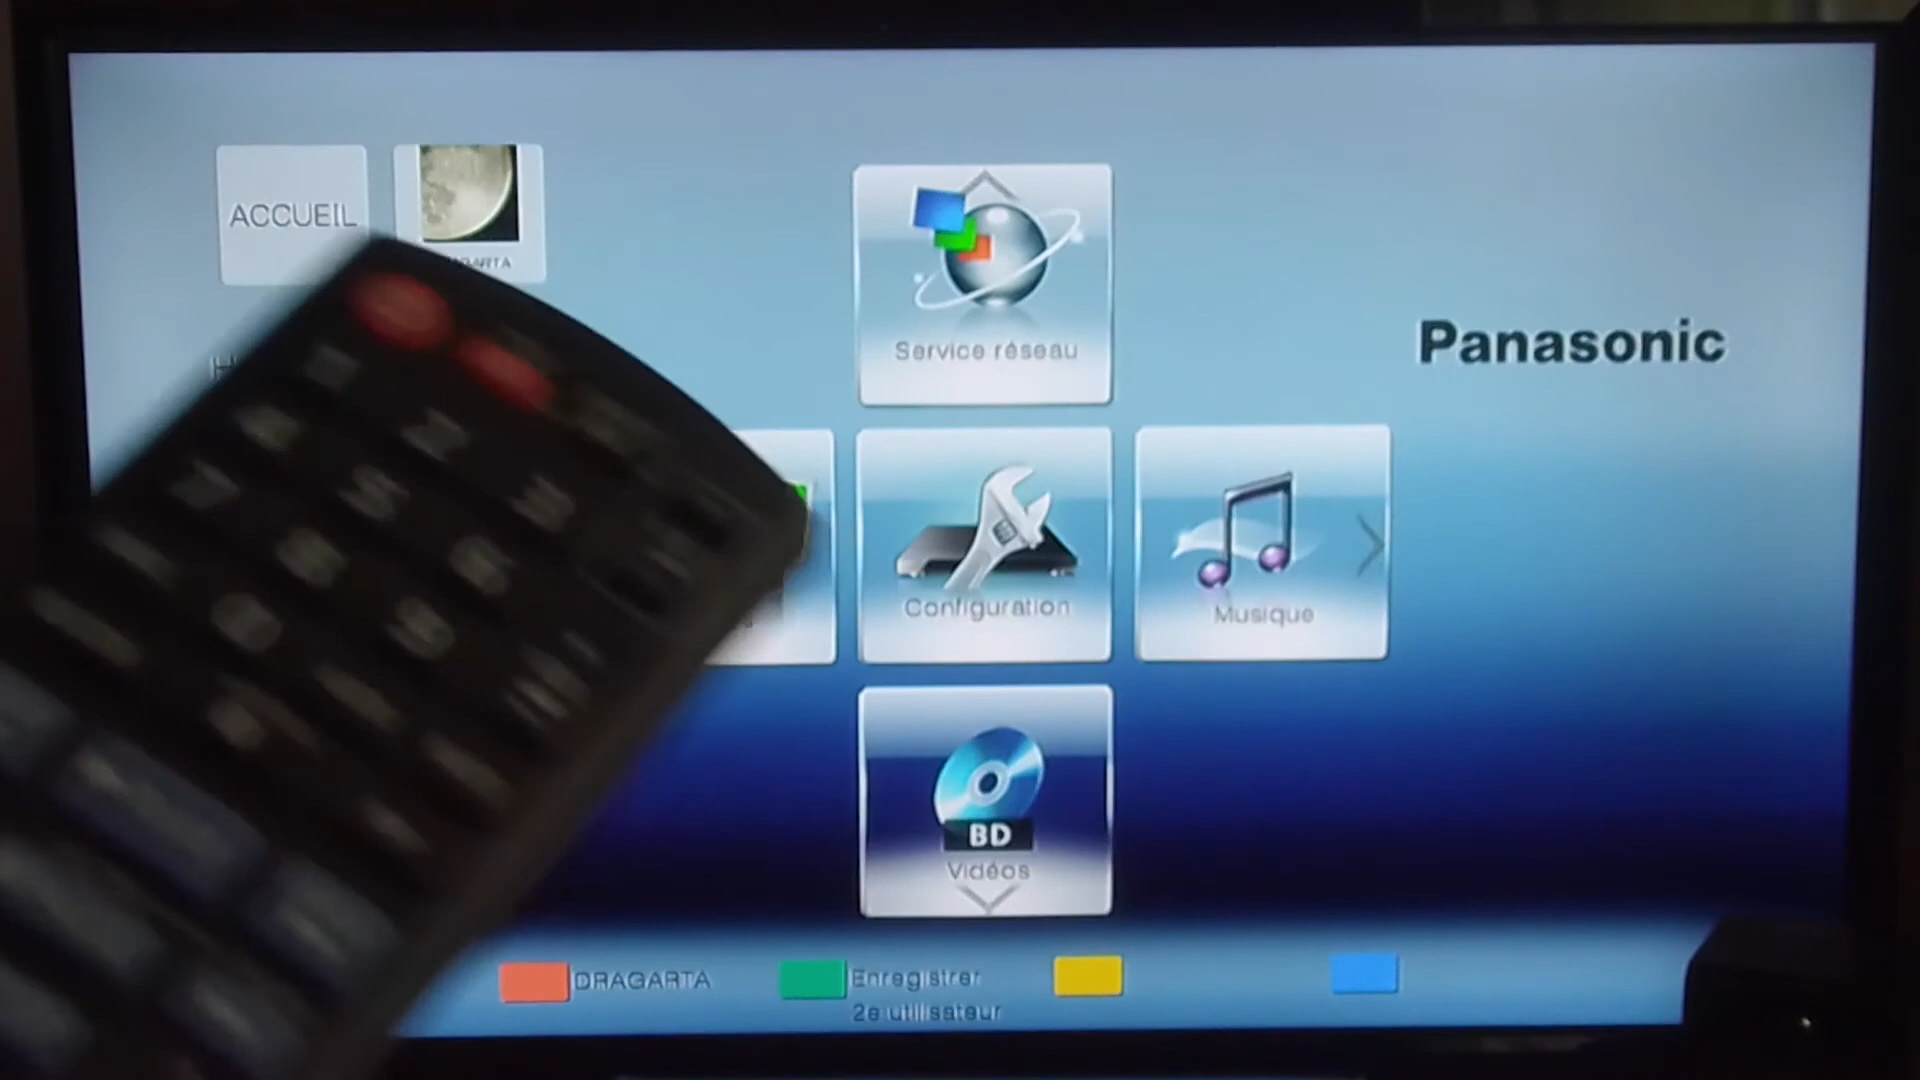 ACCUEIL
Service réseau
Panasonic
Configuration
Musique
BD
Vidéos
DRAGARTA
Enregistrer
2e utilisateur